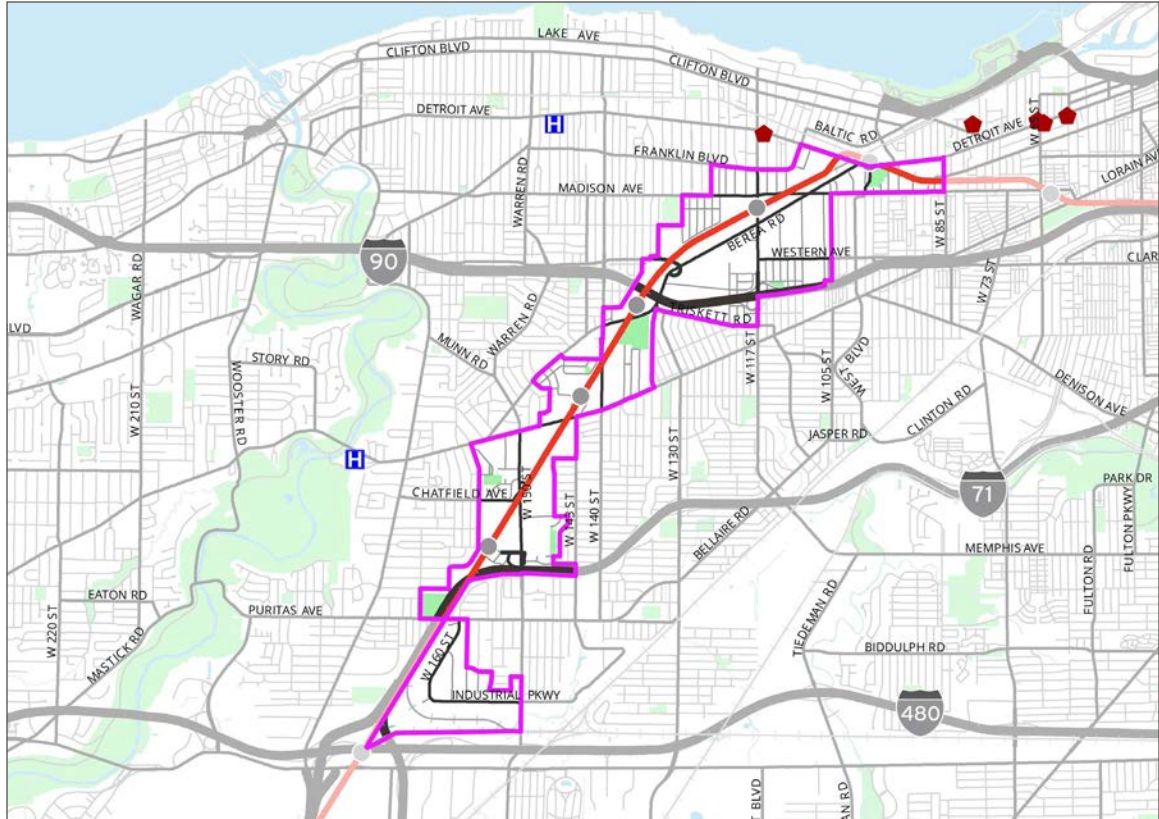 LAKE AVE
CLIFTON BLVD
CLIFTON BLVD
DETROIT AVE
H
BALTIC RD
DETROIT AVE
W 65 ST
FRANKLIN BLVD
LORAIN AVE
WARREN RD
MADISON AVE
BEREA RD
W 85 ST
90
WESTERN AVE
CLAR
WAGAR RD
W 73 ST
TRISKETT RD
LVD
WARREN RD
MUNN RD
STORY RD
W 117 ST
W 105 ST
WEST BLVD
DENISON AVE
W 210 ST
WOOSTER RD
CLINTON RD
JASPER RD
W 130 ST
H
PARK DR
CHATFIELD AVE
W 150 ST
W 143 ST
W 140 ST
71
BELLAIRE RD
FULTON PKWY
MEMPHIS AVE
FULTON RD
EATON RD
PURITAS AVE
TIEDEMAN RD
W 220 ST
MASTICK RD
W 160 ST
BIDDULPH RD
INDUSTRIAL PKWY
480
T BLVD
AN RD